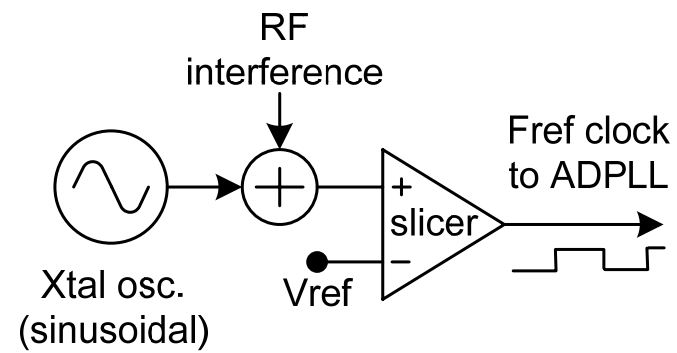 RF
interference
Fref clock
to ADPLL
+
slicer
−
Vref
Xtal osc.
(sinusoidal)